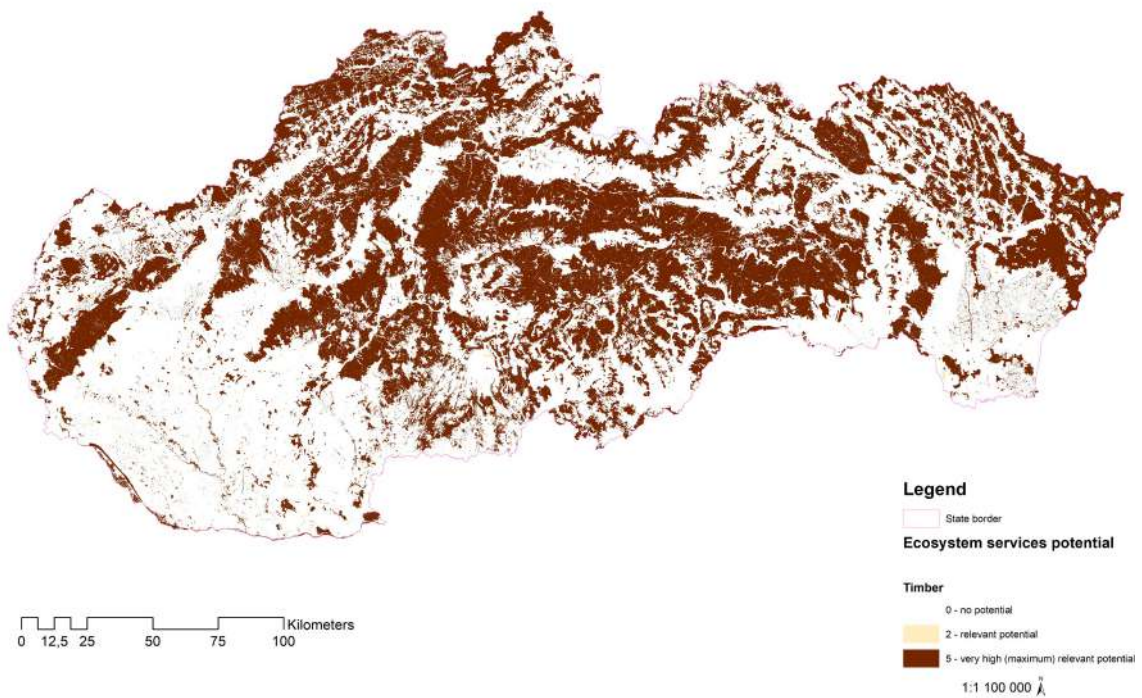 Legend
State border
Ecosystem services potential
Timber
0 - no potential
2 - relevant potential
5 - very high (maximum) relevant potential
Kilometers
0 12,5 25 50 75 100
1:1 100 000
N